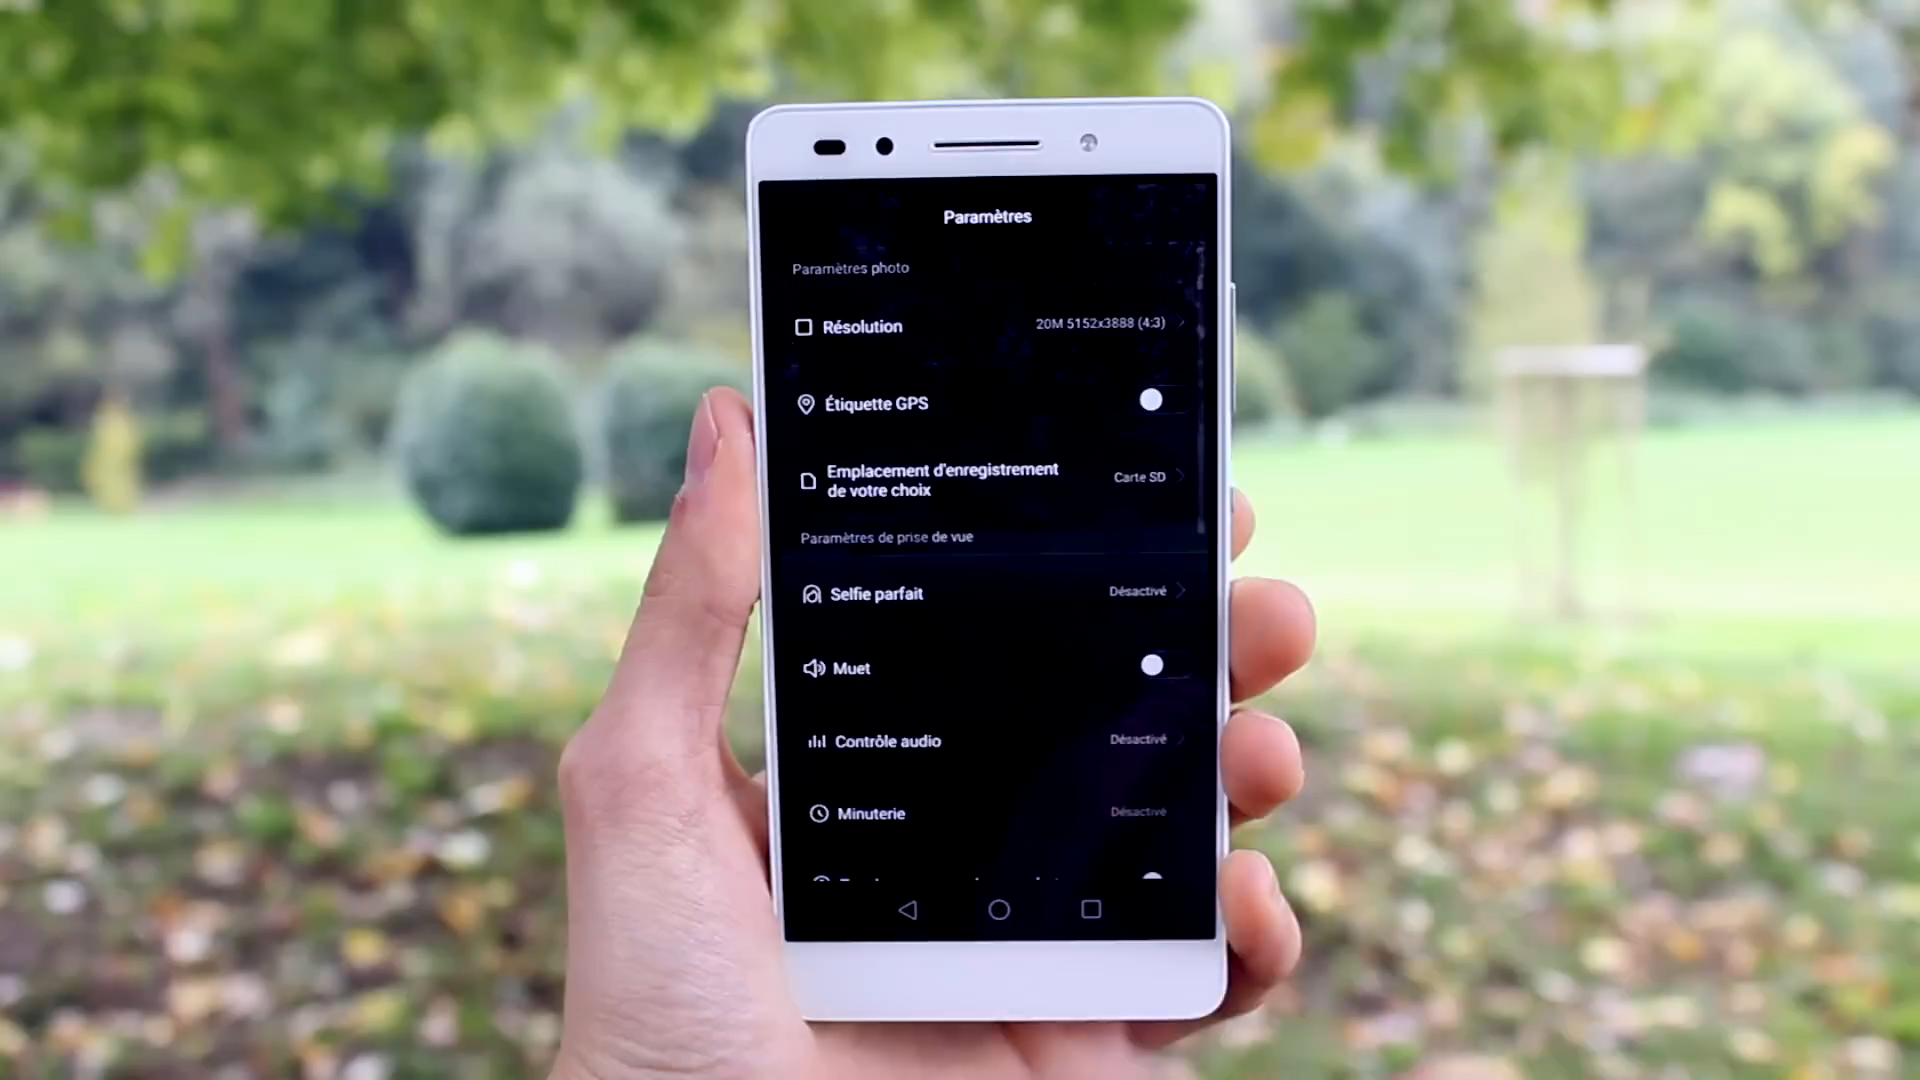 Paramètres
Paramètres photo
Résolution
20M 5152x3888 (4:3)
Étiquette GPS
Emplacement d'enregistrement
de votre choix
Carte SD
Paramètres de prise de vue
Selfie parfait
Désactivé
Muet
Contrôle audio
Désactivé
Minuterie
Désactivé